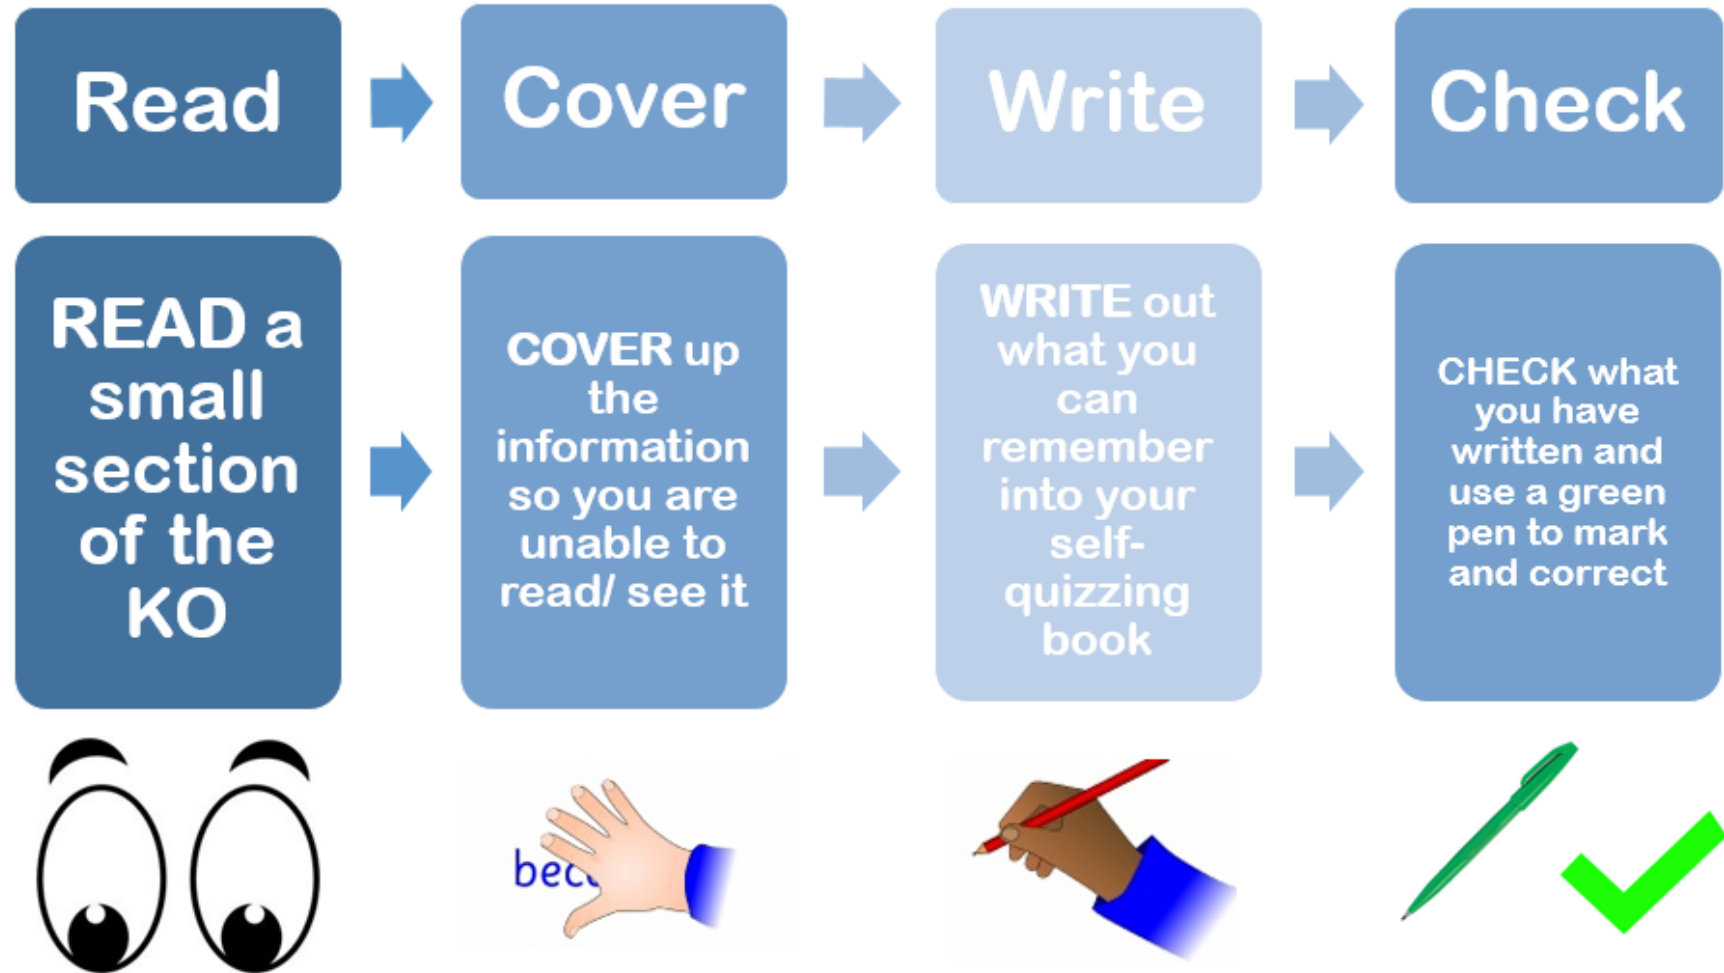 Read
Cover
Write
Check
READ a
small
section
of the
KO
COVER up
the
information
so you are
unable to
read/ see it
WRITE out
what you
can
remember
into your
self-
quizzing
book
CHECK what
you have
written and
use a green
pen to mark
and correct